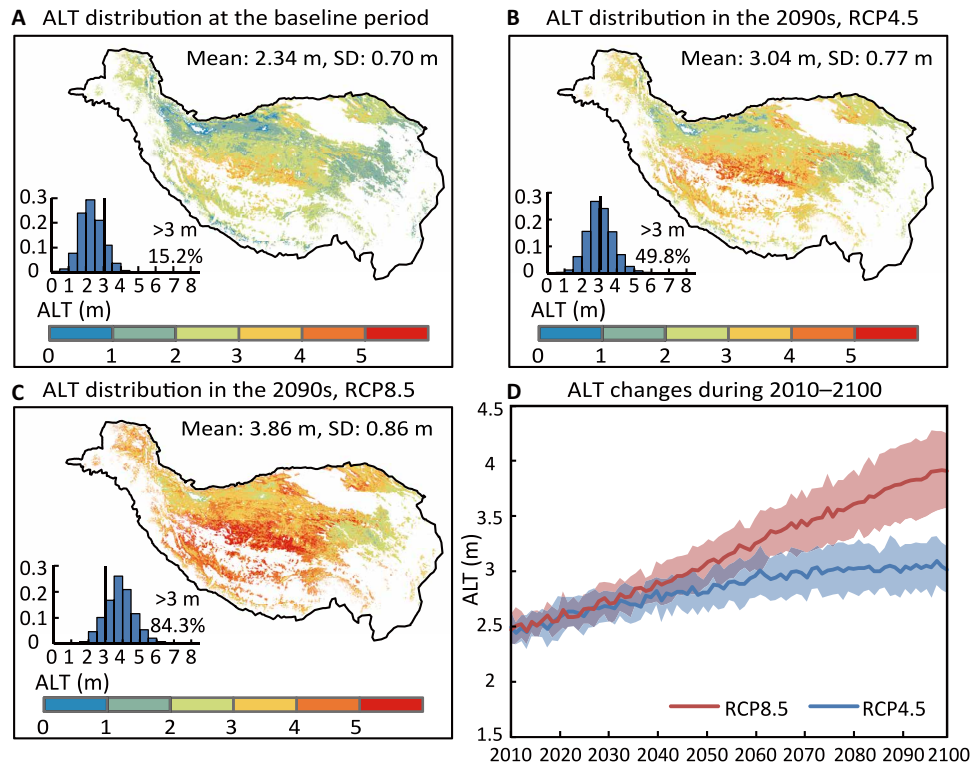 A ALT distribution at the baseline period
Mean: 2.34 m, SD: 0.70 m
0.3
0.2
0.1
0
>3 m
15.2%
0 1 2 3 4 5 6 7 8
ALT (m)
0 1 2 3 4 5
B ALT distribution in the 2090s, RCP4.5
Mean: 3.04 m, SD: 0.77 m
0.3
0.2
0.1
0
>3 m
49.8%
0 1 2 3 4 5 6 7 8
ALT (m)
0 1 2 3 4 5
C ALT distribution in the 2090s, RCP8.5
Mean: 3.86 m, SD: 0.86 m
0.3
0.2
0.1
0
>3 m
84.3%
0 1 2 3 4 5 6 7 8
ALT (m)
0 1 2 3 4 5
D ALT changes during 2010–2100
4.5
4
3.5
3
2.5
2
1.5
ALT (m)
RCP8.5 RCP4.5
2010 2020 2030 2040 2050 2060 2070 2080 2090 2100